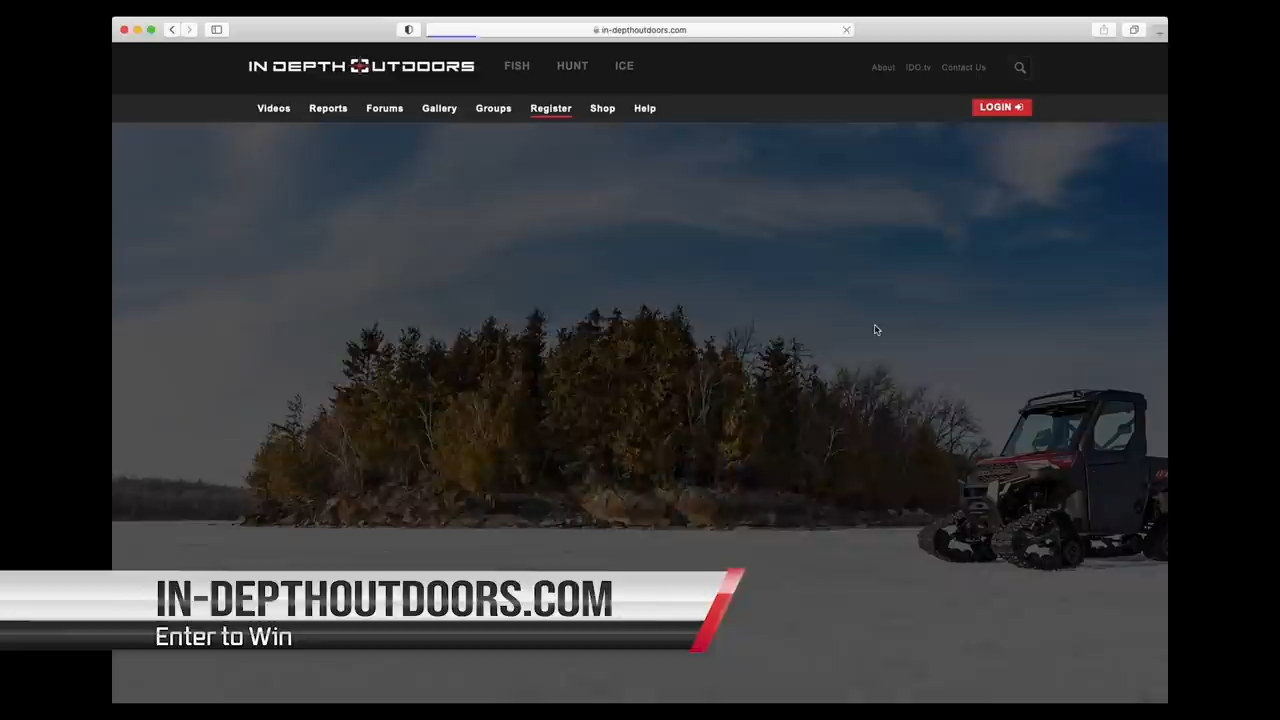 in-depthoutdoors.com
IN DEPTH OUTDOORS FISH HUNT ICE About IDO.tv Contact Us
Videos Reports Forums Gallery Groups Register Shop Help LOGIN
IN-DEPTHOUTDOORS.COM
Enter to Win